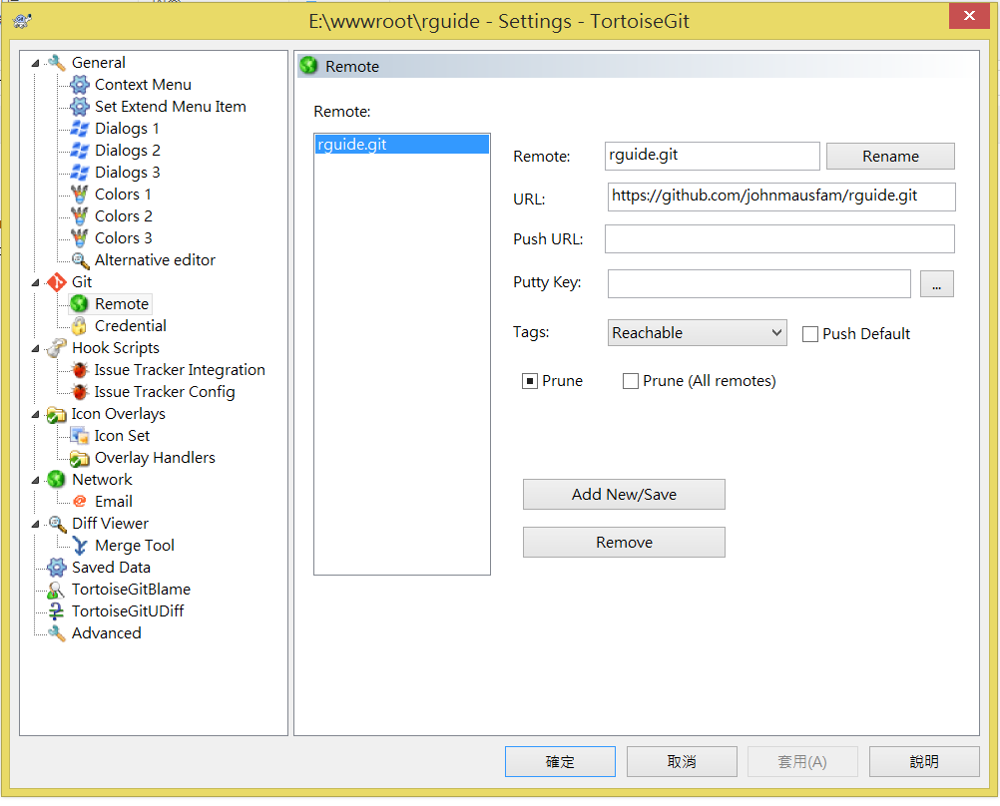 E:\wwwroot\rguide - Settings - TortoiseGit
General
Context Menu
Set Extend Menu Item
Dialogs 1
Dialogs 2
Dialogs 3
Colors 1
Colors 2
Colors 3
Alternative editor
Git
Remote
Credential
Hook Scripts
Issue Tracker Integration
Issue Tracker Config
Icon Overlays
Icon Set
Overlay Handlers
Network
Email
Diff Viewer
Merge Tool
Saved Data
TortoiseGitBlame
TortoiseGitUDiff
Advanced
Remote
Remote:
rguide.git
Remote: rguide.git Rename
URL: https://github.com/johnmausfam/rguide.git
Push URL:
Putty Key: ...
Tags: Reachable Push Default
Prune Prune (All remotes)
Add New/Save
Remove
確定 取消 套用(A) 說明